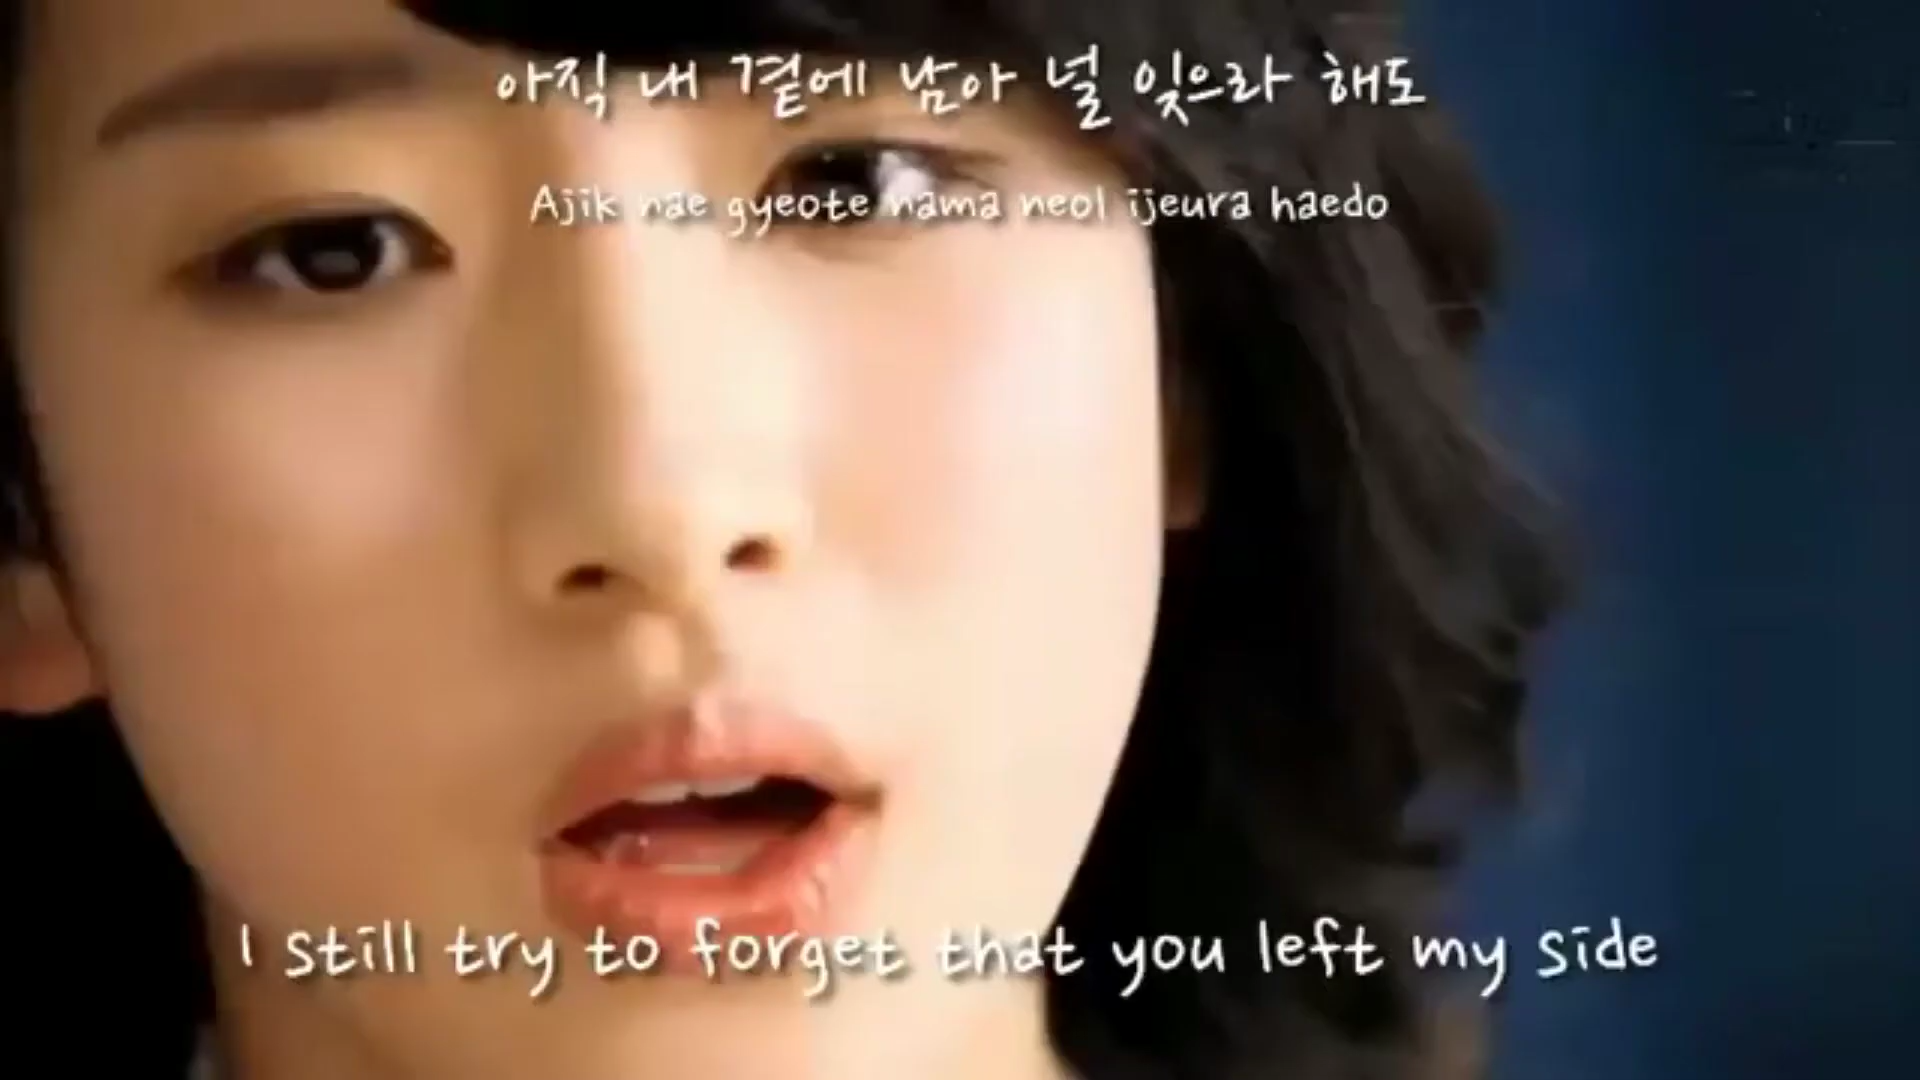 아직 내 곁에 남아 널 잊으라 해도
Ajik nae gyeote nama neol ijeura haedo
I still try to forget that you left my side